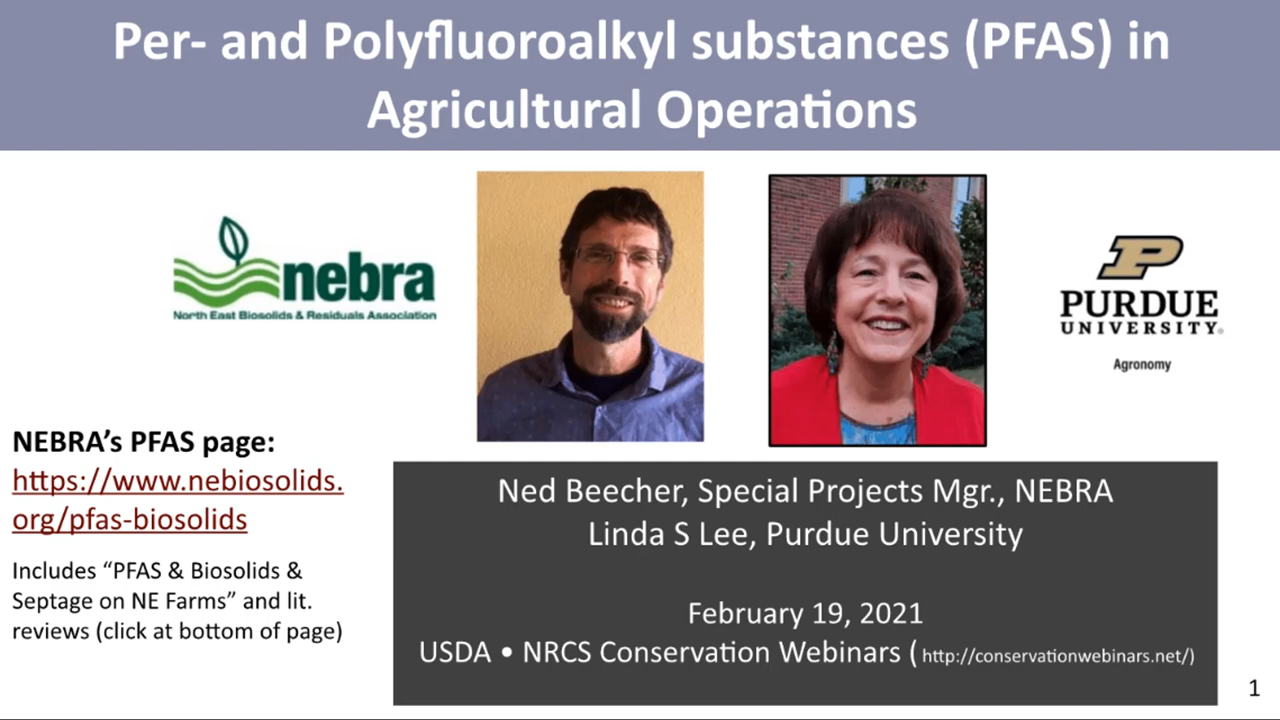 Per- and Polyfluoroalkyl substances (PFAS) in
Agricultural Operations
nebra
North East Biosolids & Residuals Association
P
PURDUE
UNIVERSITY®
Agronomy
NEBRA’s PFAS page:
https://www.nebiosolids.
org/pfas-biosolids
Includes “PFAS & Biosolids &
Septage on NE Farms” and lit.
reviews (click at bottom of page)
Ned Beecher, Special Projects Mgr., NEBRA
Linda S Lee, Purdue University
February 19, 2021
USDA • NRCS Conservation Webinars ( http://conservationwebinars.net/)
1